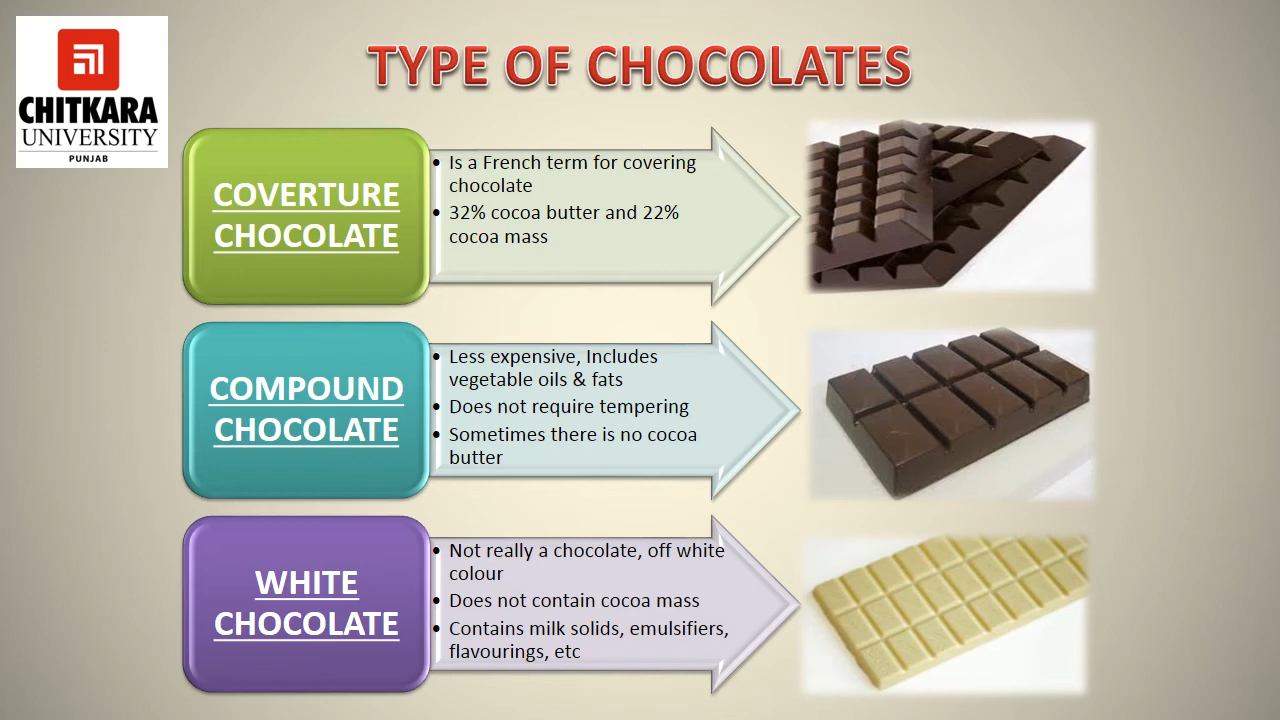 CHITKARA
UNIVERSITY
PUNJAB
TYPE OF CHOCOLATES
COVERTURE
CHOCOLATE
• Is a French term for covering
chocolate
• 32% cocoa butter and 22%
cocoa mass
COMPOUND
CHOCOLATE
• Less expensive, Includes
vegetable oils & fats
• Does not require tempering
• Sometimes there is no cocoa
butter
WHITE
CHOCOLATE
• Not really a chocolate, off white
colour
• Does not contain cocoa mass
• Contains milk solids, emulsifiers,
flavourings, etc